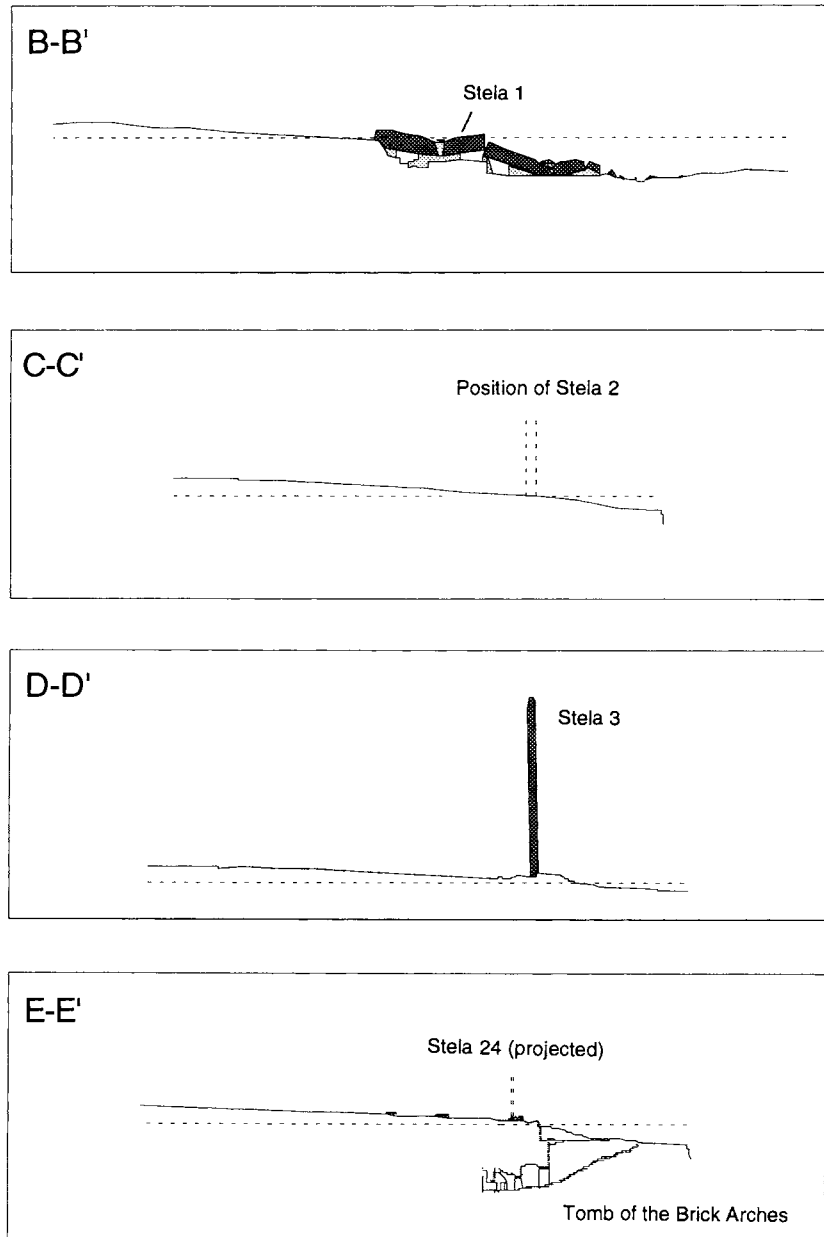 B-B'
Stela 1
C-C'
Position of Stela 2
D-D'
Stela 3
E-E'
Stela 24 (projected)
Tomb of the Brick Arches